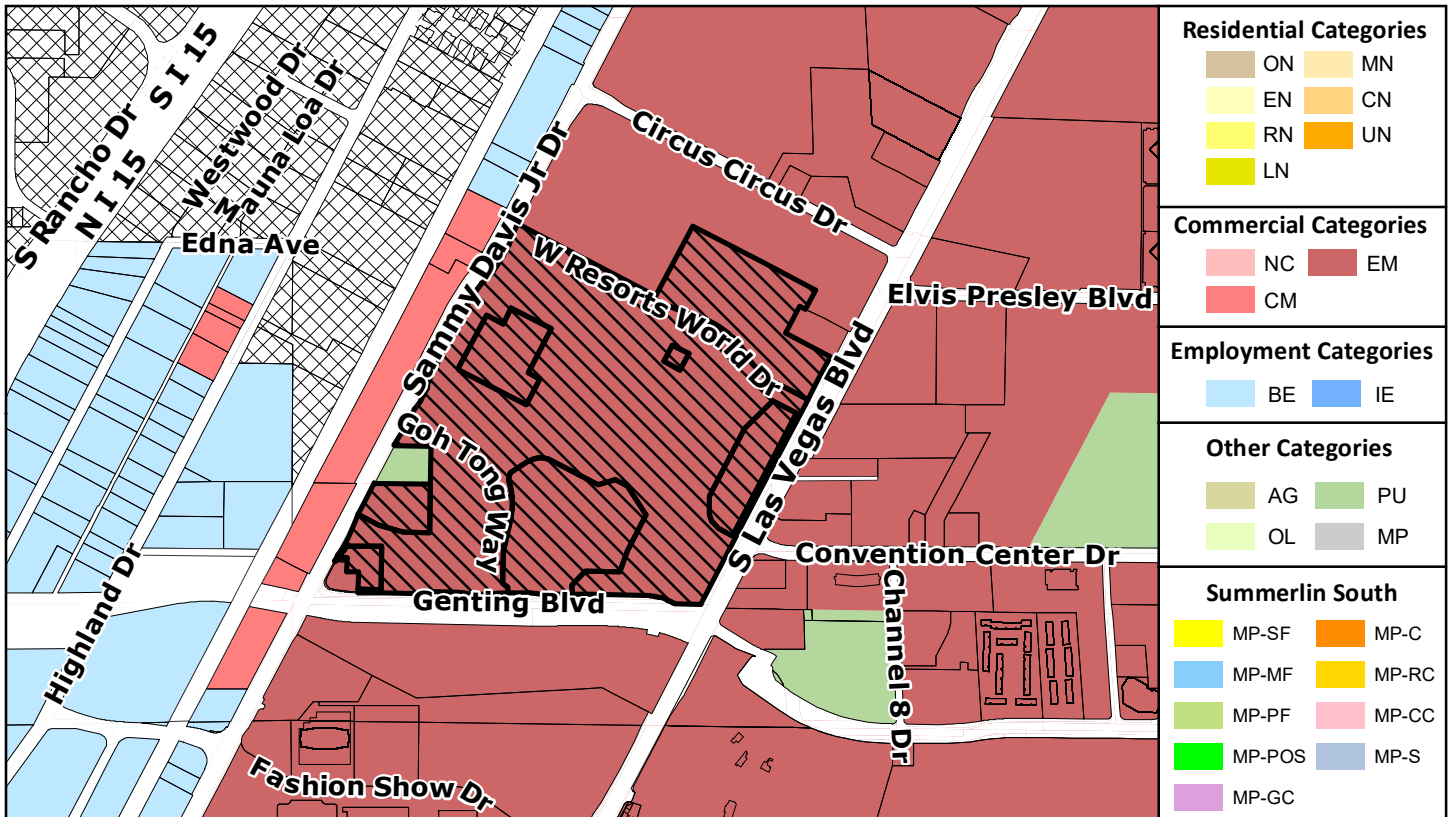 S I 15
S Rancho Dr
N I 15
Westwood Dr
Mauna Loa Dr
Edna Ave
Sammy Davis Jr Dr
Circus Circus Dr
W Resorts World Dr
Elvis Presley Blvd
S Las Vegas Blvd
Goh Tong Way
Genting Blvd
Convention Center Dr
Channel 8 Dr
Highland Dr
Fashion Show Dr
Residential Categories
ON MN
EN CN
RN UN
LN
Commercial Categories
NC EM
CM
Employment Categories
BE IE
Other Categories
AG PU
OL MP
Summerlin South
MP-SF MP-C
MP-MF MP-RC
MP-PF MP-CC
MP-POS MP-S
MP-GC